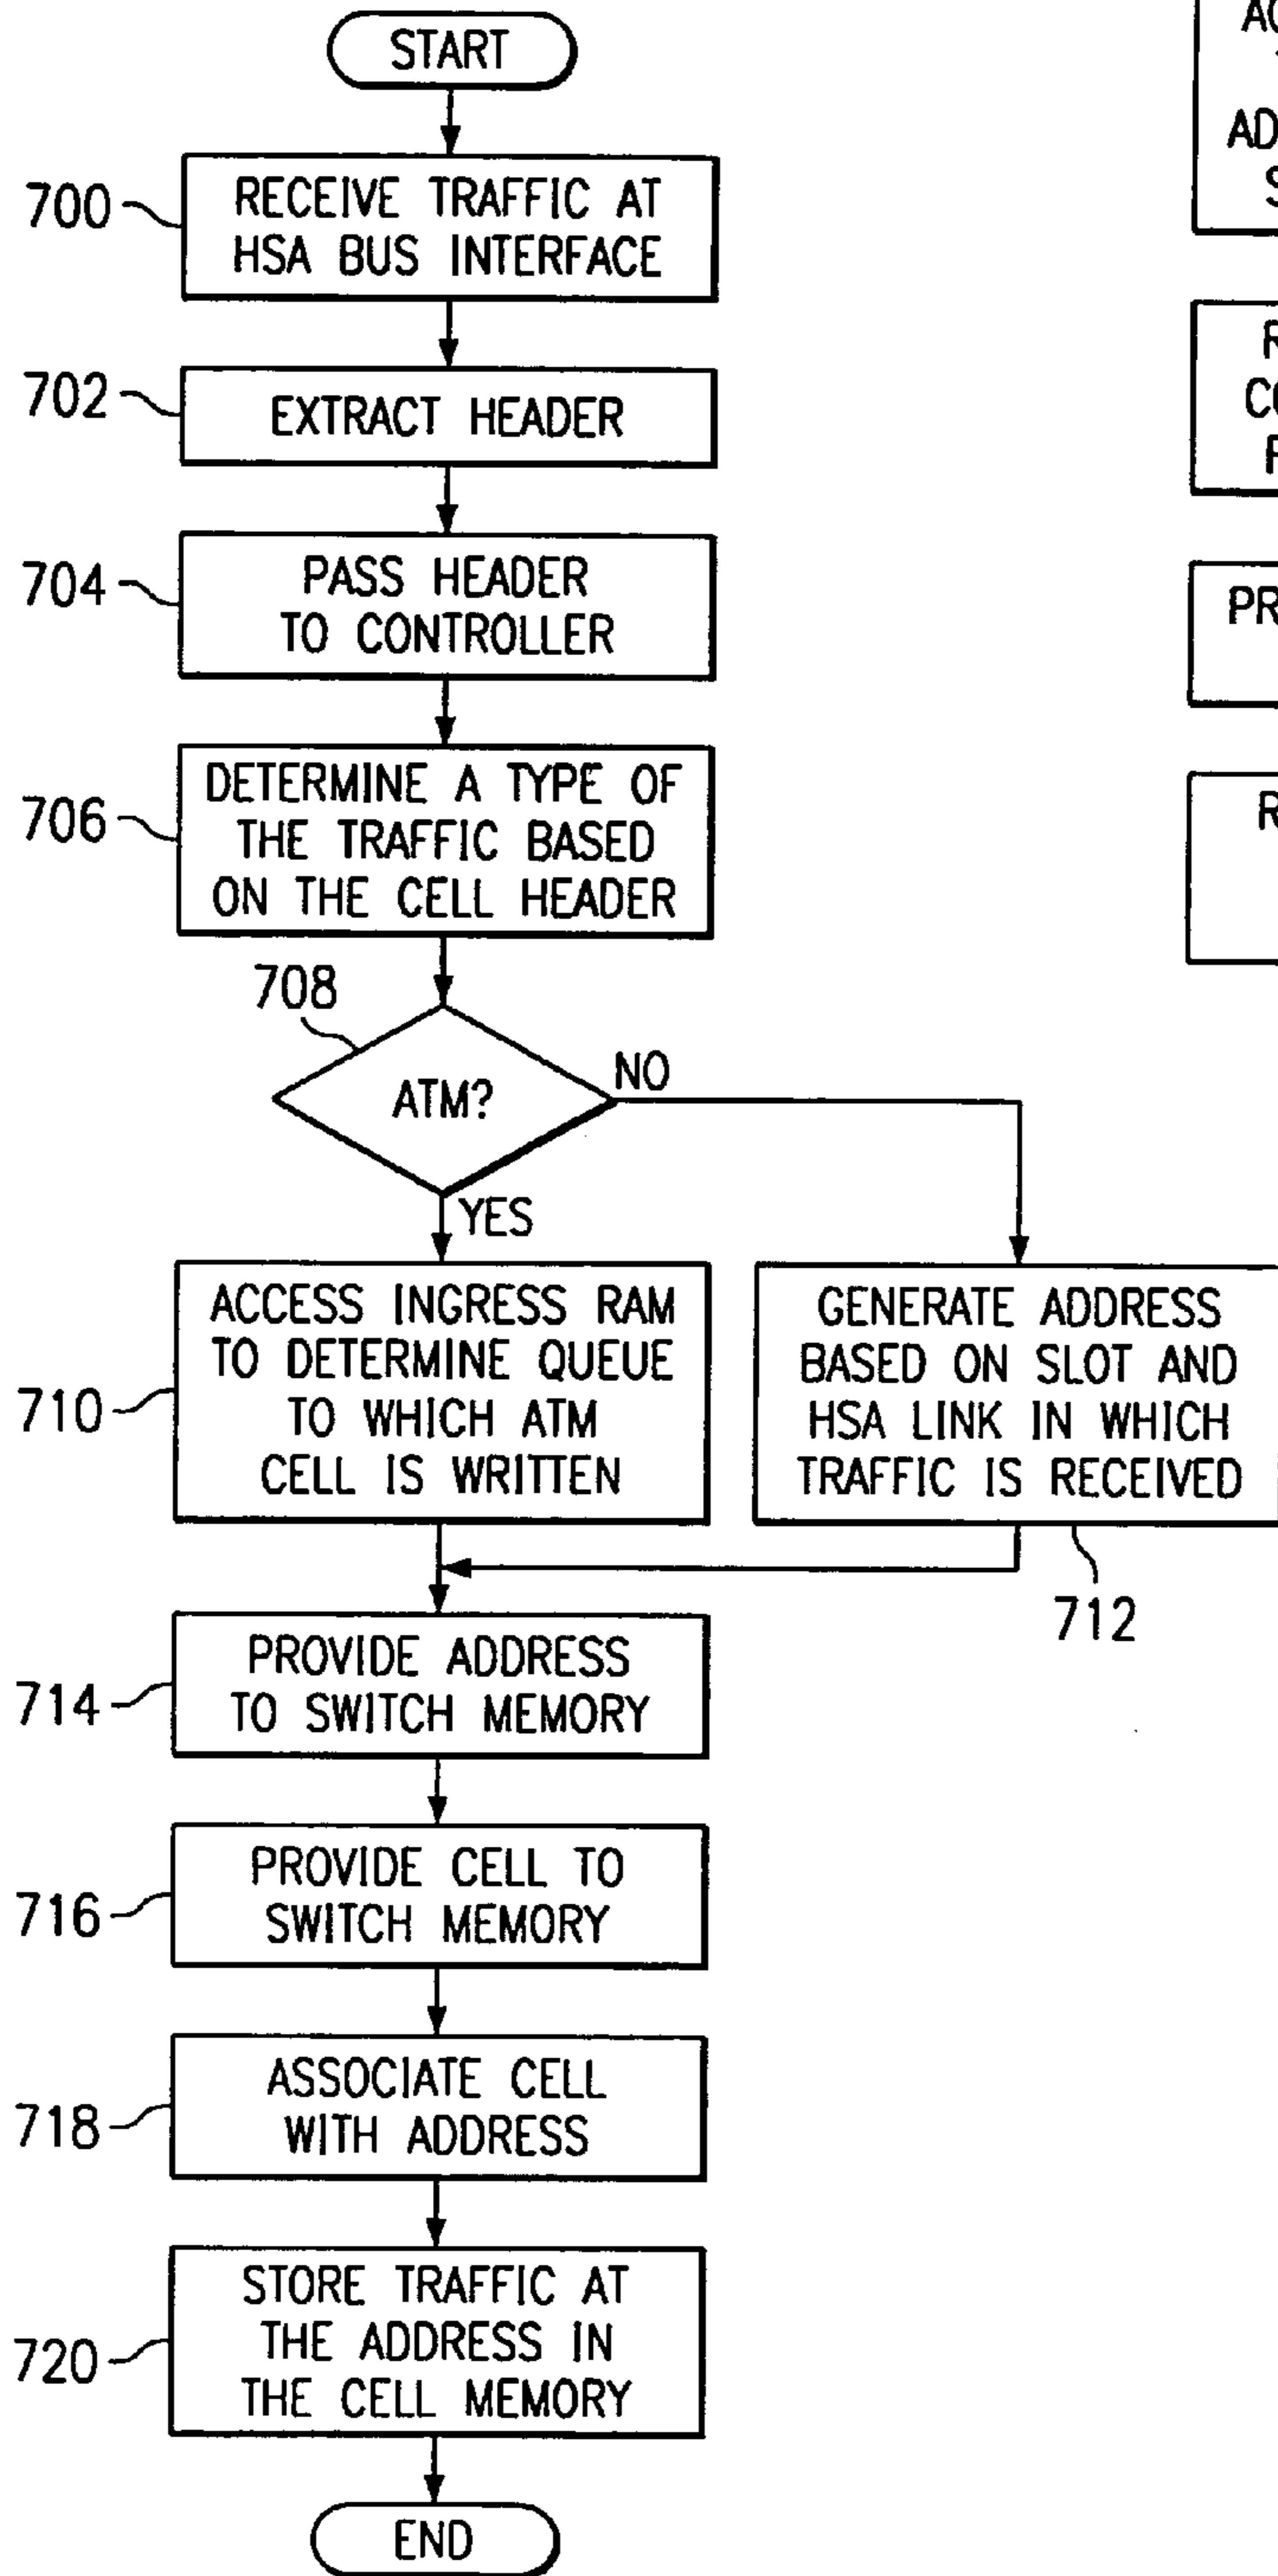 START
700
RECEIVE TRAFFIC AT
HSA BUS INTERFACE
702
EXTRACT HEADER
704
PASS HEADER
TO CONTROLLER
706
DETERMINE A TYPE OF
THE TRAFFIC BASED
ON THE CELL HEADER
708
ATM?
NO
YES
710
ACCESS INGRESS RAM
TO DETERMINE QUEUE
TO WHICH ATM
CELL IS WRITTEN
GENERATE ADDRESS
BASED ON SLOT AND
HSA LINK IN WHICH
TRAFFIC IS RECEIVED
712
714
PROVIDE ADDRESS
TO SWITCH MEMORY
716
PROVIDE CELL TO
SWITCH MEMORY
718
ASSOCIATE CELL
WITH ADDRESS
720
STORE TRAFFIC AT
THE ADDRESS IN
THE CELL MEMORY
END